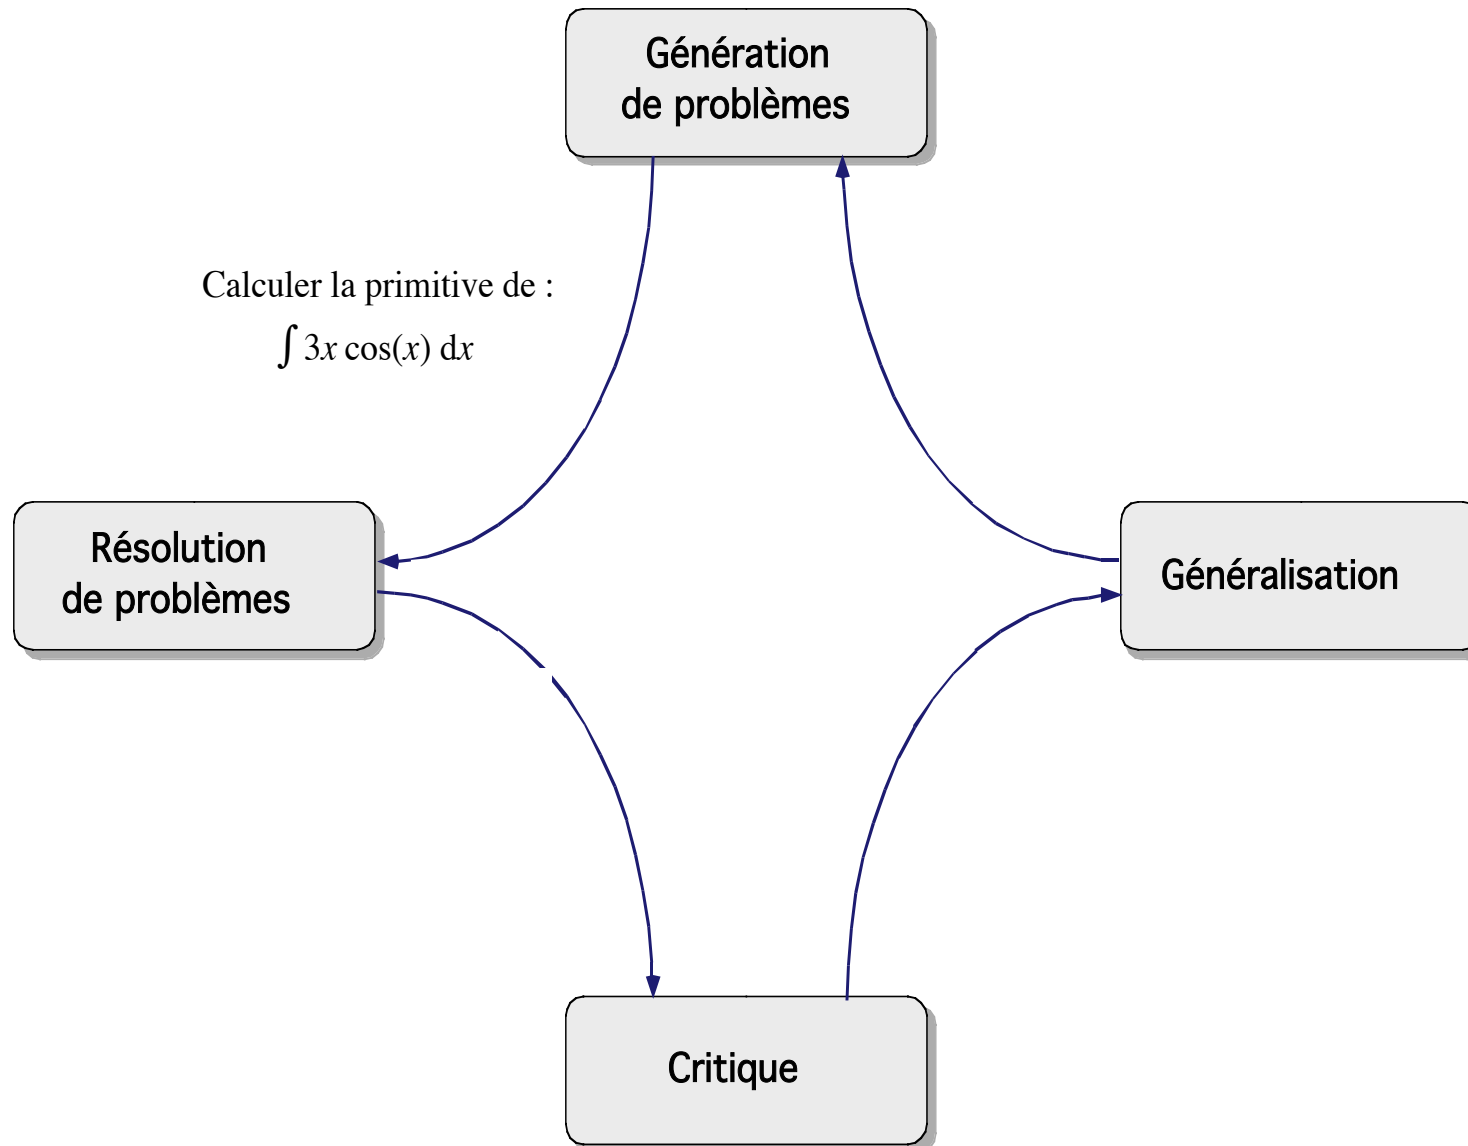 Génération
de problèmes
Calculer la primitive de :
∫ 3x cos(x) dx
Résolution
de problèmes
Généralisation
Critique